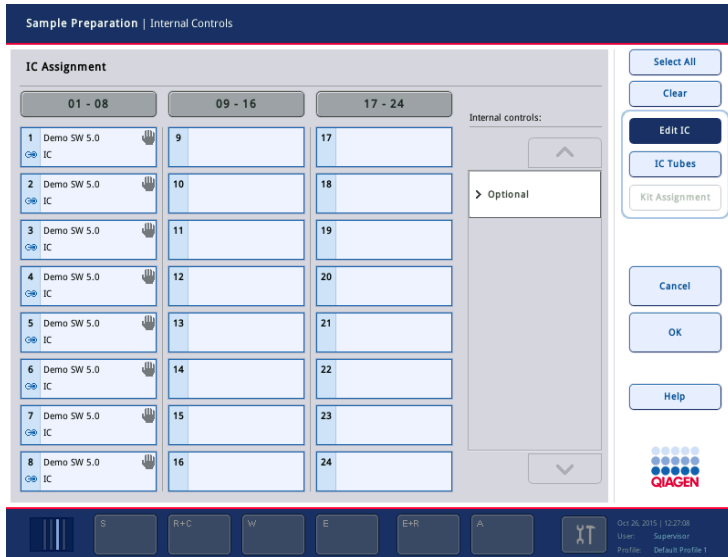 Sample Preparation | Internal Controls
IC Assignment
01 - 08
09 - 16
17 - 24
Internal controls:
1 Demo SW 5.0
IC
2 Demo SW 5.0
IC
3 Demo SW 5.0
IC
4 Demo SW 5.0
IC
5 Demo SW 5.0
IC
6 Demo SW 5.0
IC
7 Demo SW 5.0
IC
8 Demo SW 5.0
IC
9
10
11
12
13
14
15
16
17
18
19
20
21
22
23
24
Optional
Select All
Clear
Edit IC
IC Tubes
Kit Assignment
Cancel
OK
Help
QIAGEN
S
R+C
W
E
E+R
A
Oct 26, 2015 | 12:27:08
User: Supervisor
Profile: Default Profile 1